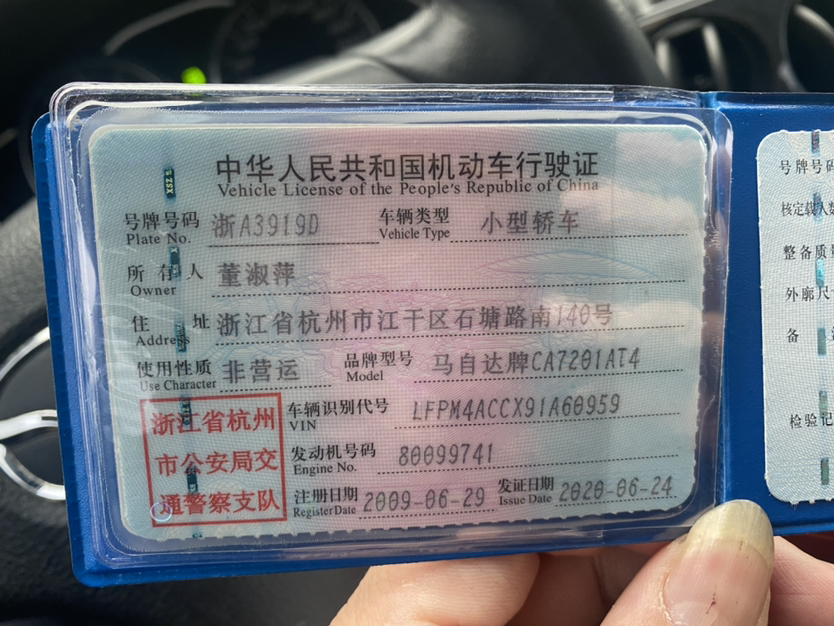 中华人民共和国机动车行驶证
Vehicle License of the People's Republic of China
号牌号码 浙A3919D 车辆类型 小型轿车
Plate No. Vehicle Type
所有人 董淑萍
Owner
住址 浙江省杭州市江干区石塘路南140号
Address
使用性质 非营运 品牌型号 马自达牌CA7201AT4
Use Character Model
浙江省杭州
市公安局交
通警察支队
车辆识别代号 LFPM4ACCX91A60959
VIN
发动机号码 80099741
Engine No.
注册日期 2009-06-29 发证日期 2020-06-24
Register Date Issue Date
号牌号码
核定载人数
整备质量
外廓尺
备
检验记